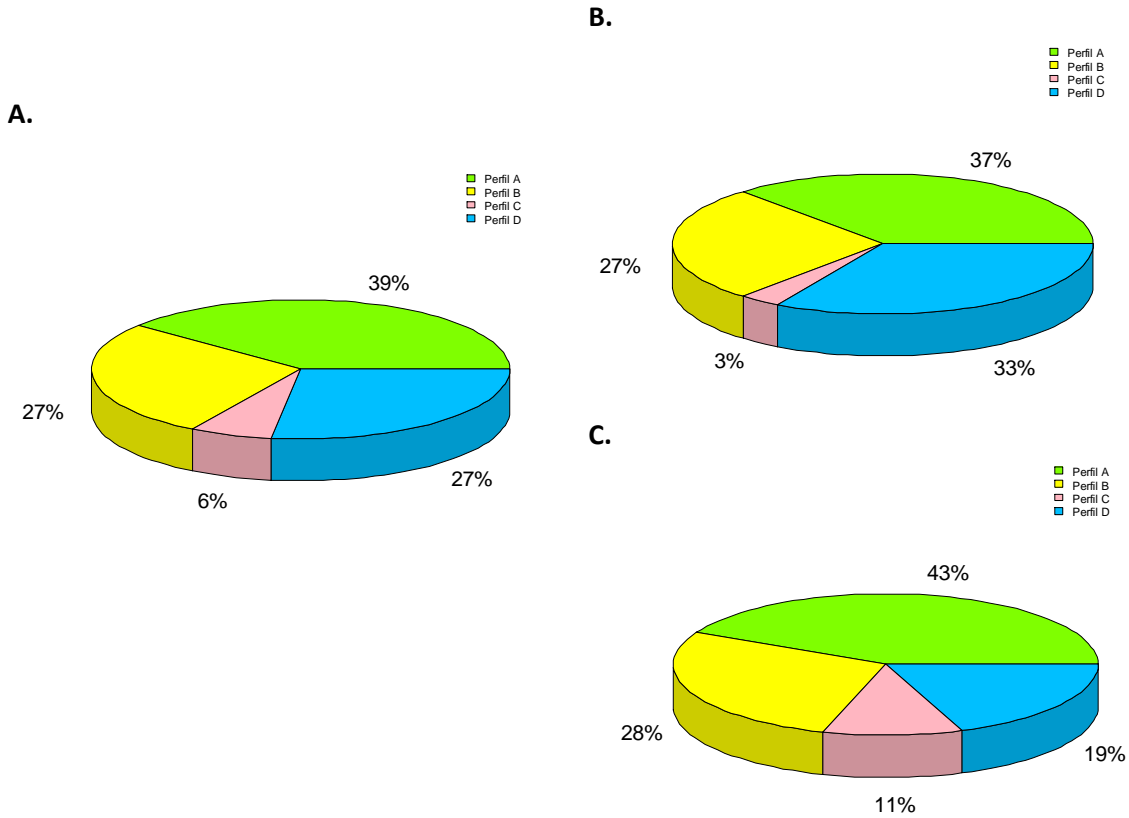 A.
Perfil A
Perfil B
Perfil C
Perfil D
39%
27%
6%
27%
B.
Perfil A
Perfil B
Perfil C
Perfil D
37%
27%
3%
33%
C.
Perfil A
Perfil B
Perfil C
Perfil D
43%
28%
11%
19%